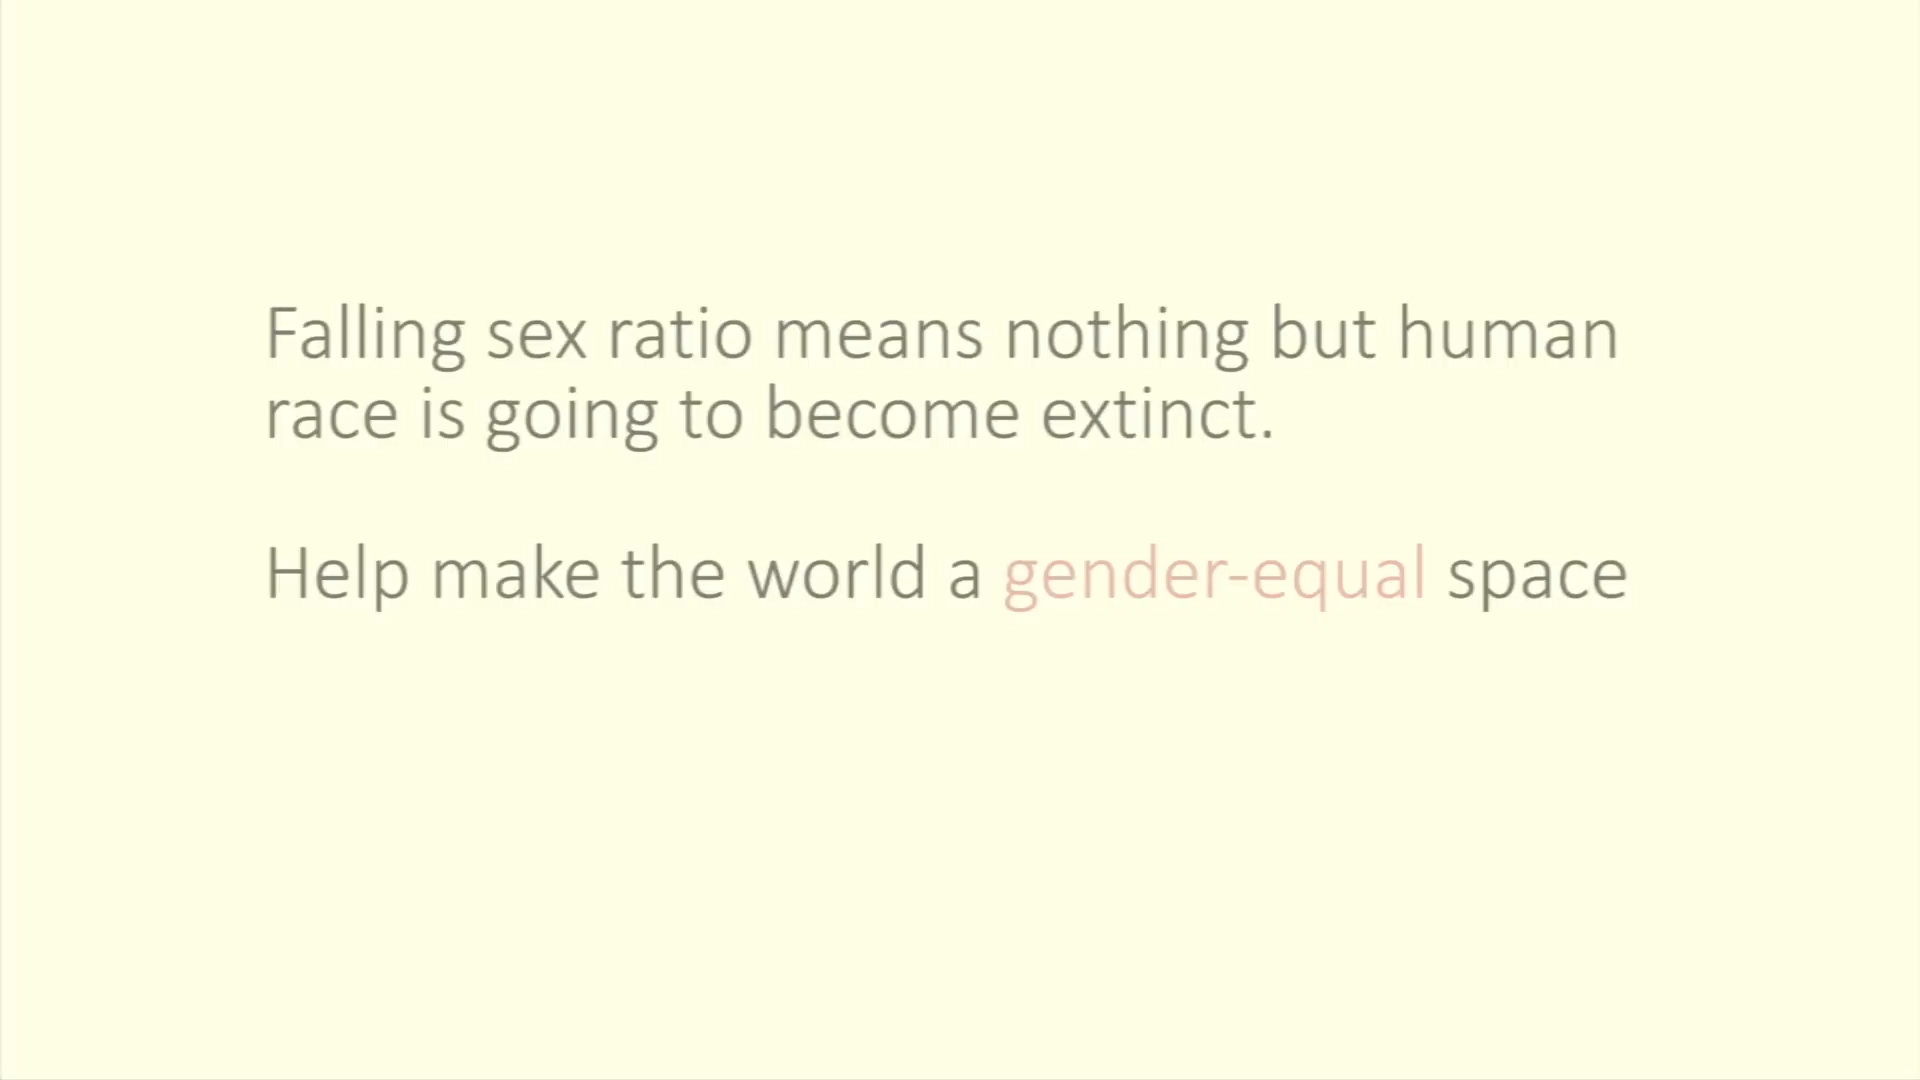 Falling sex ratio means nothing but human
race is going to become extinct.
Help make the world a gender-equal space